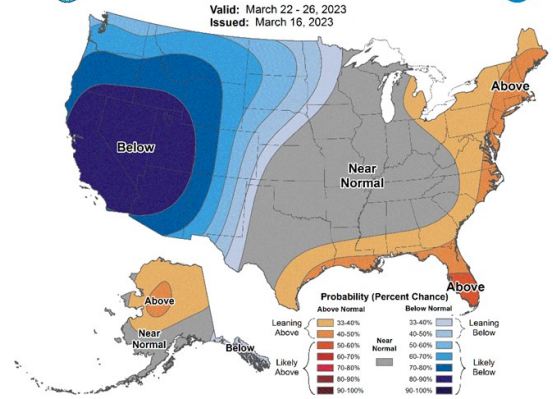 Valid: March 22 - 26, 2023
Issued: March 16, 2023
Above
Below
Near
Normal
Above
Above
Near
Normal
Below
Probability (Percent Chance)
Above Normal
Below Normal
Leaning
Above
33-40%
40-50%
Likely
Above
50-60%
60-70%
70-80%
80-90%
90-100%
Near
Normal
33-40%
40-50%
Leaning
Below
50-60%
60-70%
70-80%
80-90%
90-100%
Likely
Below